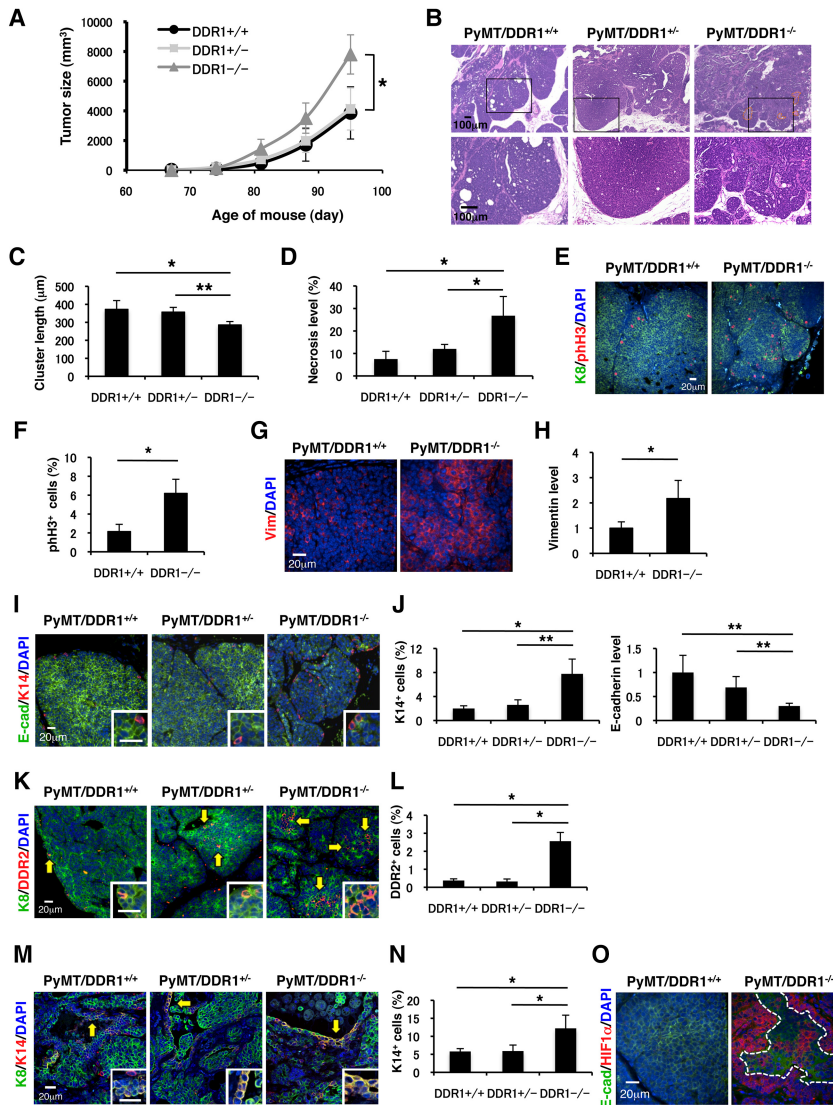 A
Tumor size (mm³)
10000
8000
6000
4000
2000
0
DDR1+/+
DDR1+/−
DDR1−/−
*
60 70 80 90 100
Age of mouse (day)
B
PyMT/DDR1+/+ PyMT/DDR1+/- PyMT/DDR1-/-
100μm
100μm
C
Cluster length (μm)
500
400
300
200
100
0
*
**
DDR1+/+ DDR1+/− DDR1−/−
D
Necrosis level (%)
40
30
20
10
0
*
*
DDR1+/+ DDR1+/− DDR1−/−
E
PyMT/DDR1+/+ PyMT/DDR1-/-
K8/phH3/DAPI
20μm
F
phH3+ cells (%)
10
8
6
4
2
0
*
DDR1+/+ DDR1−/−
G
PyMT/DDR1+/+ PyMT/DDR1-/-
Vim/DAPI
20μm
H
Vimentin level
4
3
2
1
0
*
DDR1+/+ DDR1−/−
I
PyMT/DDR1+/+ PyMT/DDR1+/- PyMT/DDR1-/-
E-cad/K14/DAPI
20μm
J
K14+ cells (%)
12
8
4
0
*
**
DDR1+/+ DDR1+/− DDR1−/−
E-cadherin level
1.5
1
0.5
0
**
**
DDR1+/+ DDR1+/− DDR1−/−
K
PyMT/DDR1+/+ PyMT/DDR1+/- PyMT/DDR1-/-
K8/DDR2/DAPI
20μm
L
DDR2+ cells (%)
4
3
2
1
0
*
*
DDR1+/+ DDR1+/− DDR1−/−
M
PyMT/DDR1+/+ PyMT/DDR1+/- PyMT/DDR1-/-
K8/K14/DAPI
20μm
N
K14+ cells (%)
20
15
10
5
0
*
*
DDR1+/+ DDR1+/− DDR1−/−
O
PyMT/DDR1+/+ PyMT/DDR1-/-
E-cad/HIF1α/DAPI
20μm